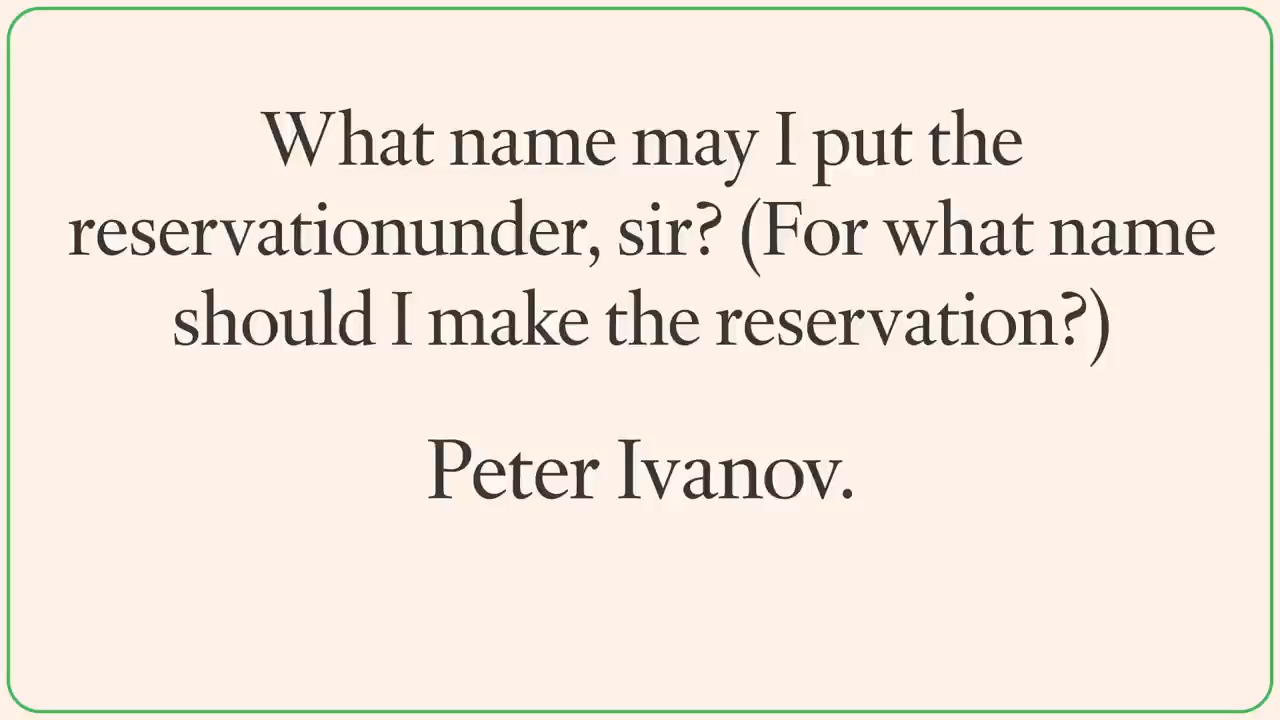 What name may I put the
reservationunder, sir? (For what name
should I make the reservation?)
Peter Ivanov.